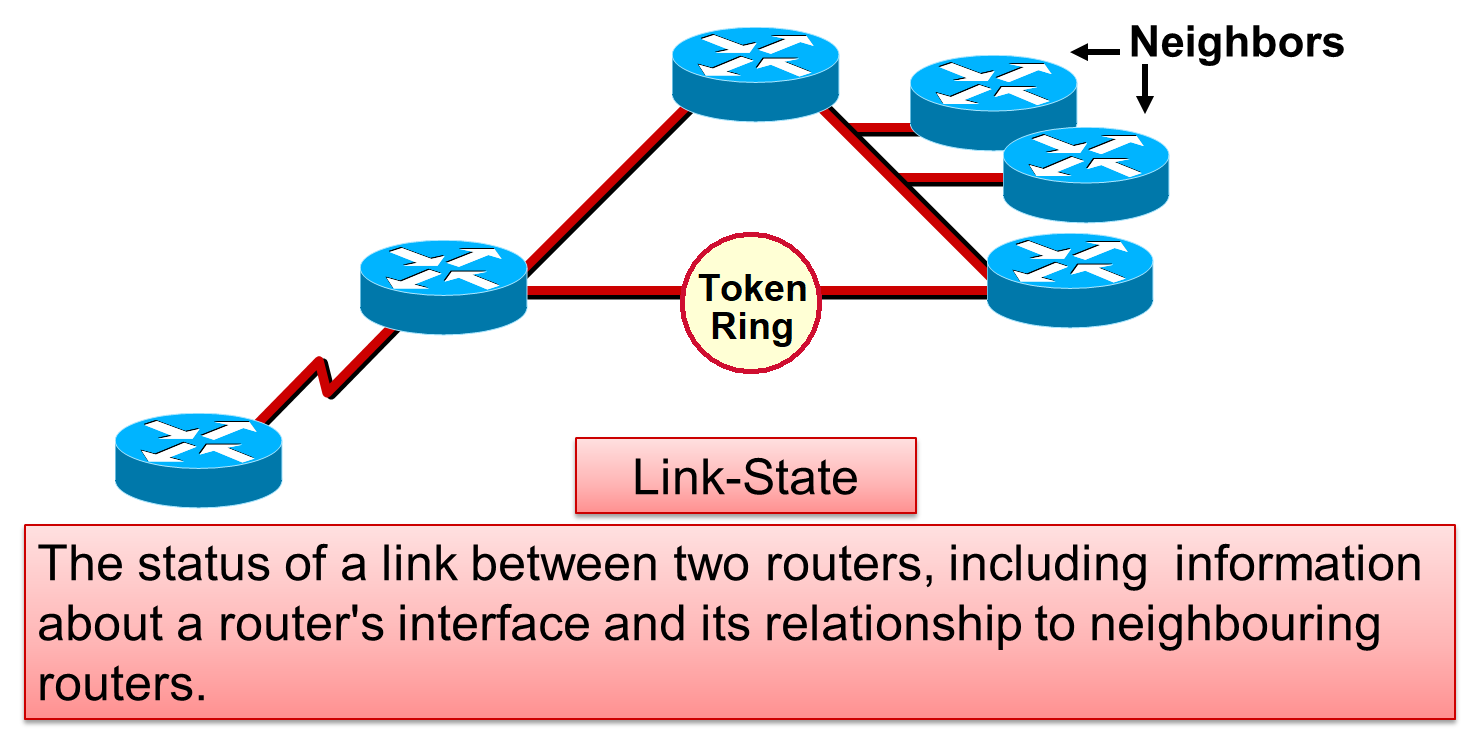 Neighbors
Token
Ring
Link-State
The status of a link between two routers, including  information
about a router's interface and its relationship to neighbouring
routers.